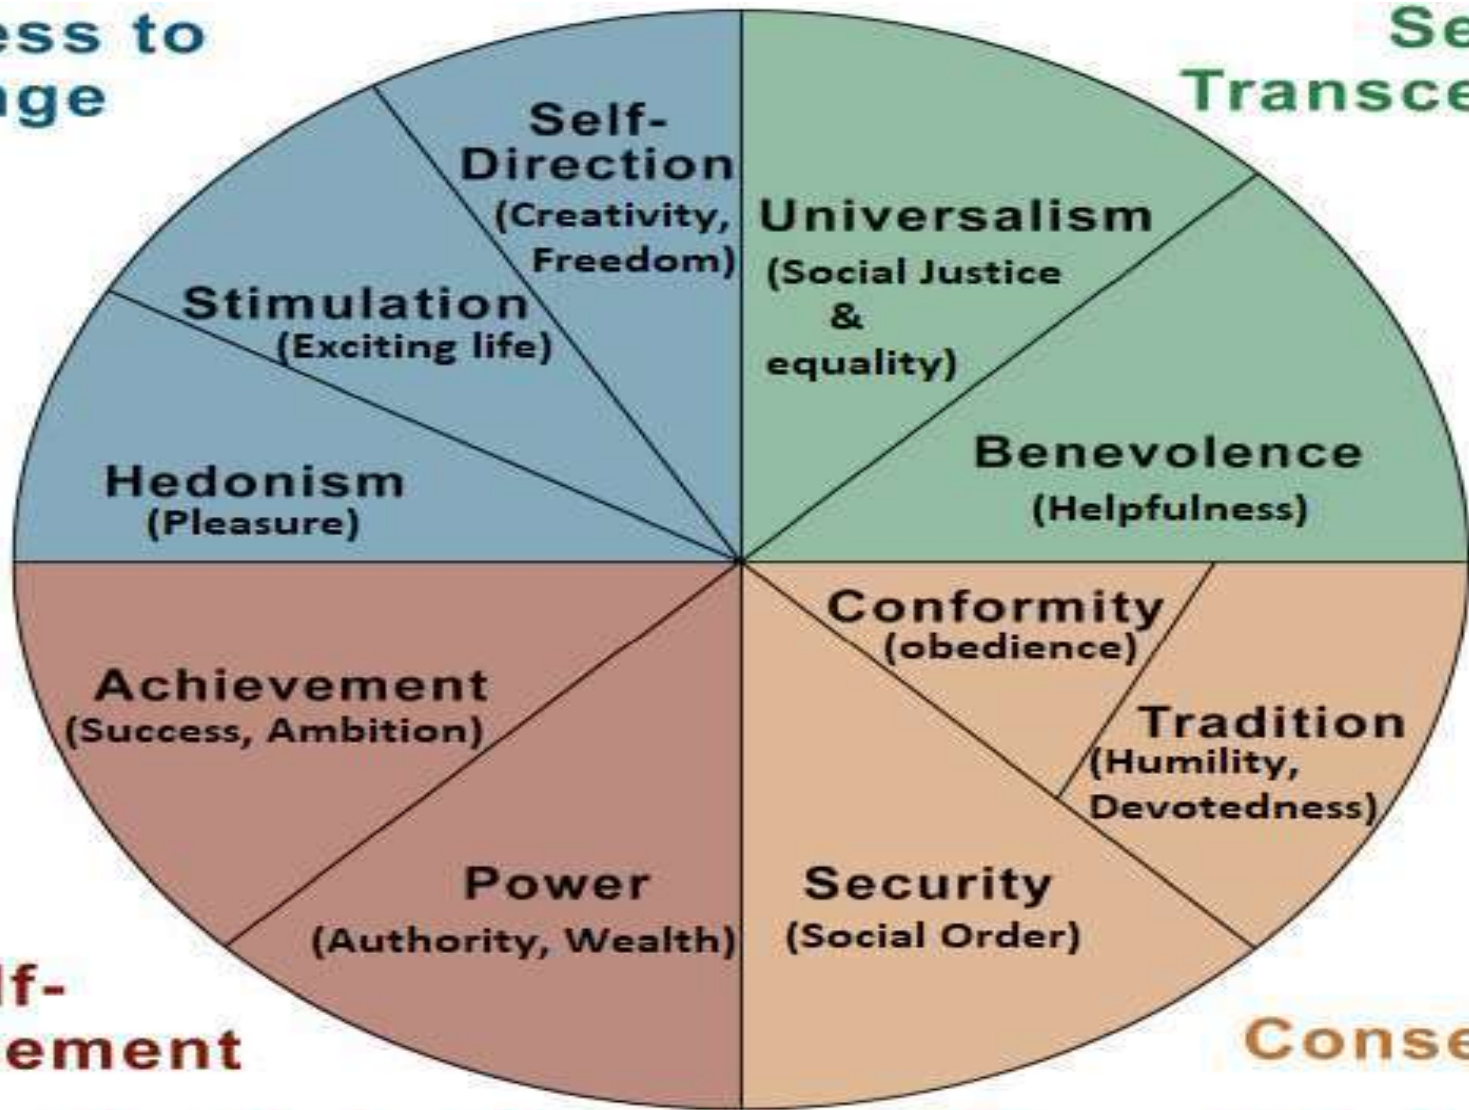 ess to
nge
Se
Transce
Self-
Direction
(Creativity,
Freedom)
Universalism
(Social Justice
&
equality)
Stimulation
(Exciting life)
Benevolence
(Helpfulness)
Hedonism
(Pleasure)
Conformity
(obedience)
Achievement
(Success, Ambition)
Tradition
(Humility,
Devotedness)
Power
(Authority, Wealth)
Security
(Social Order)
lf-
ement
Conse